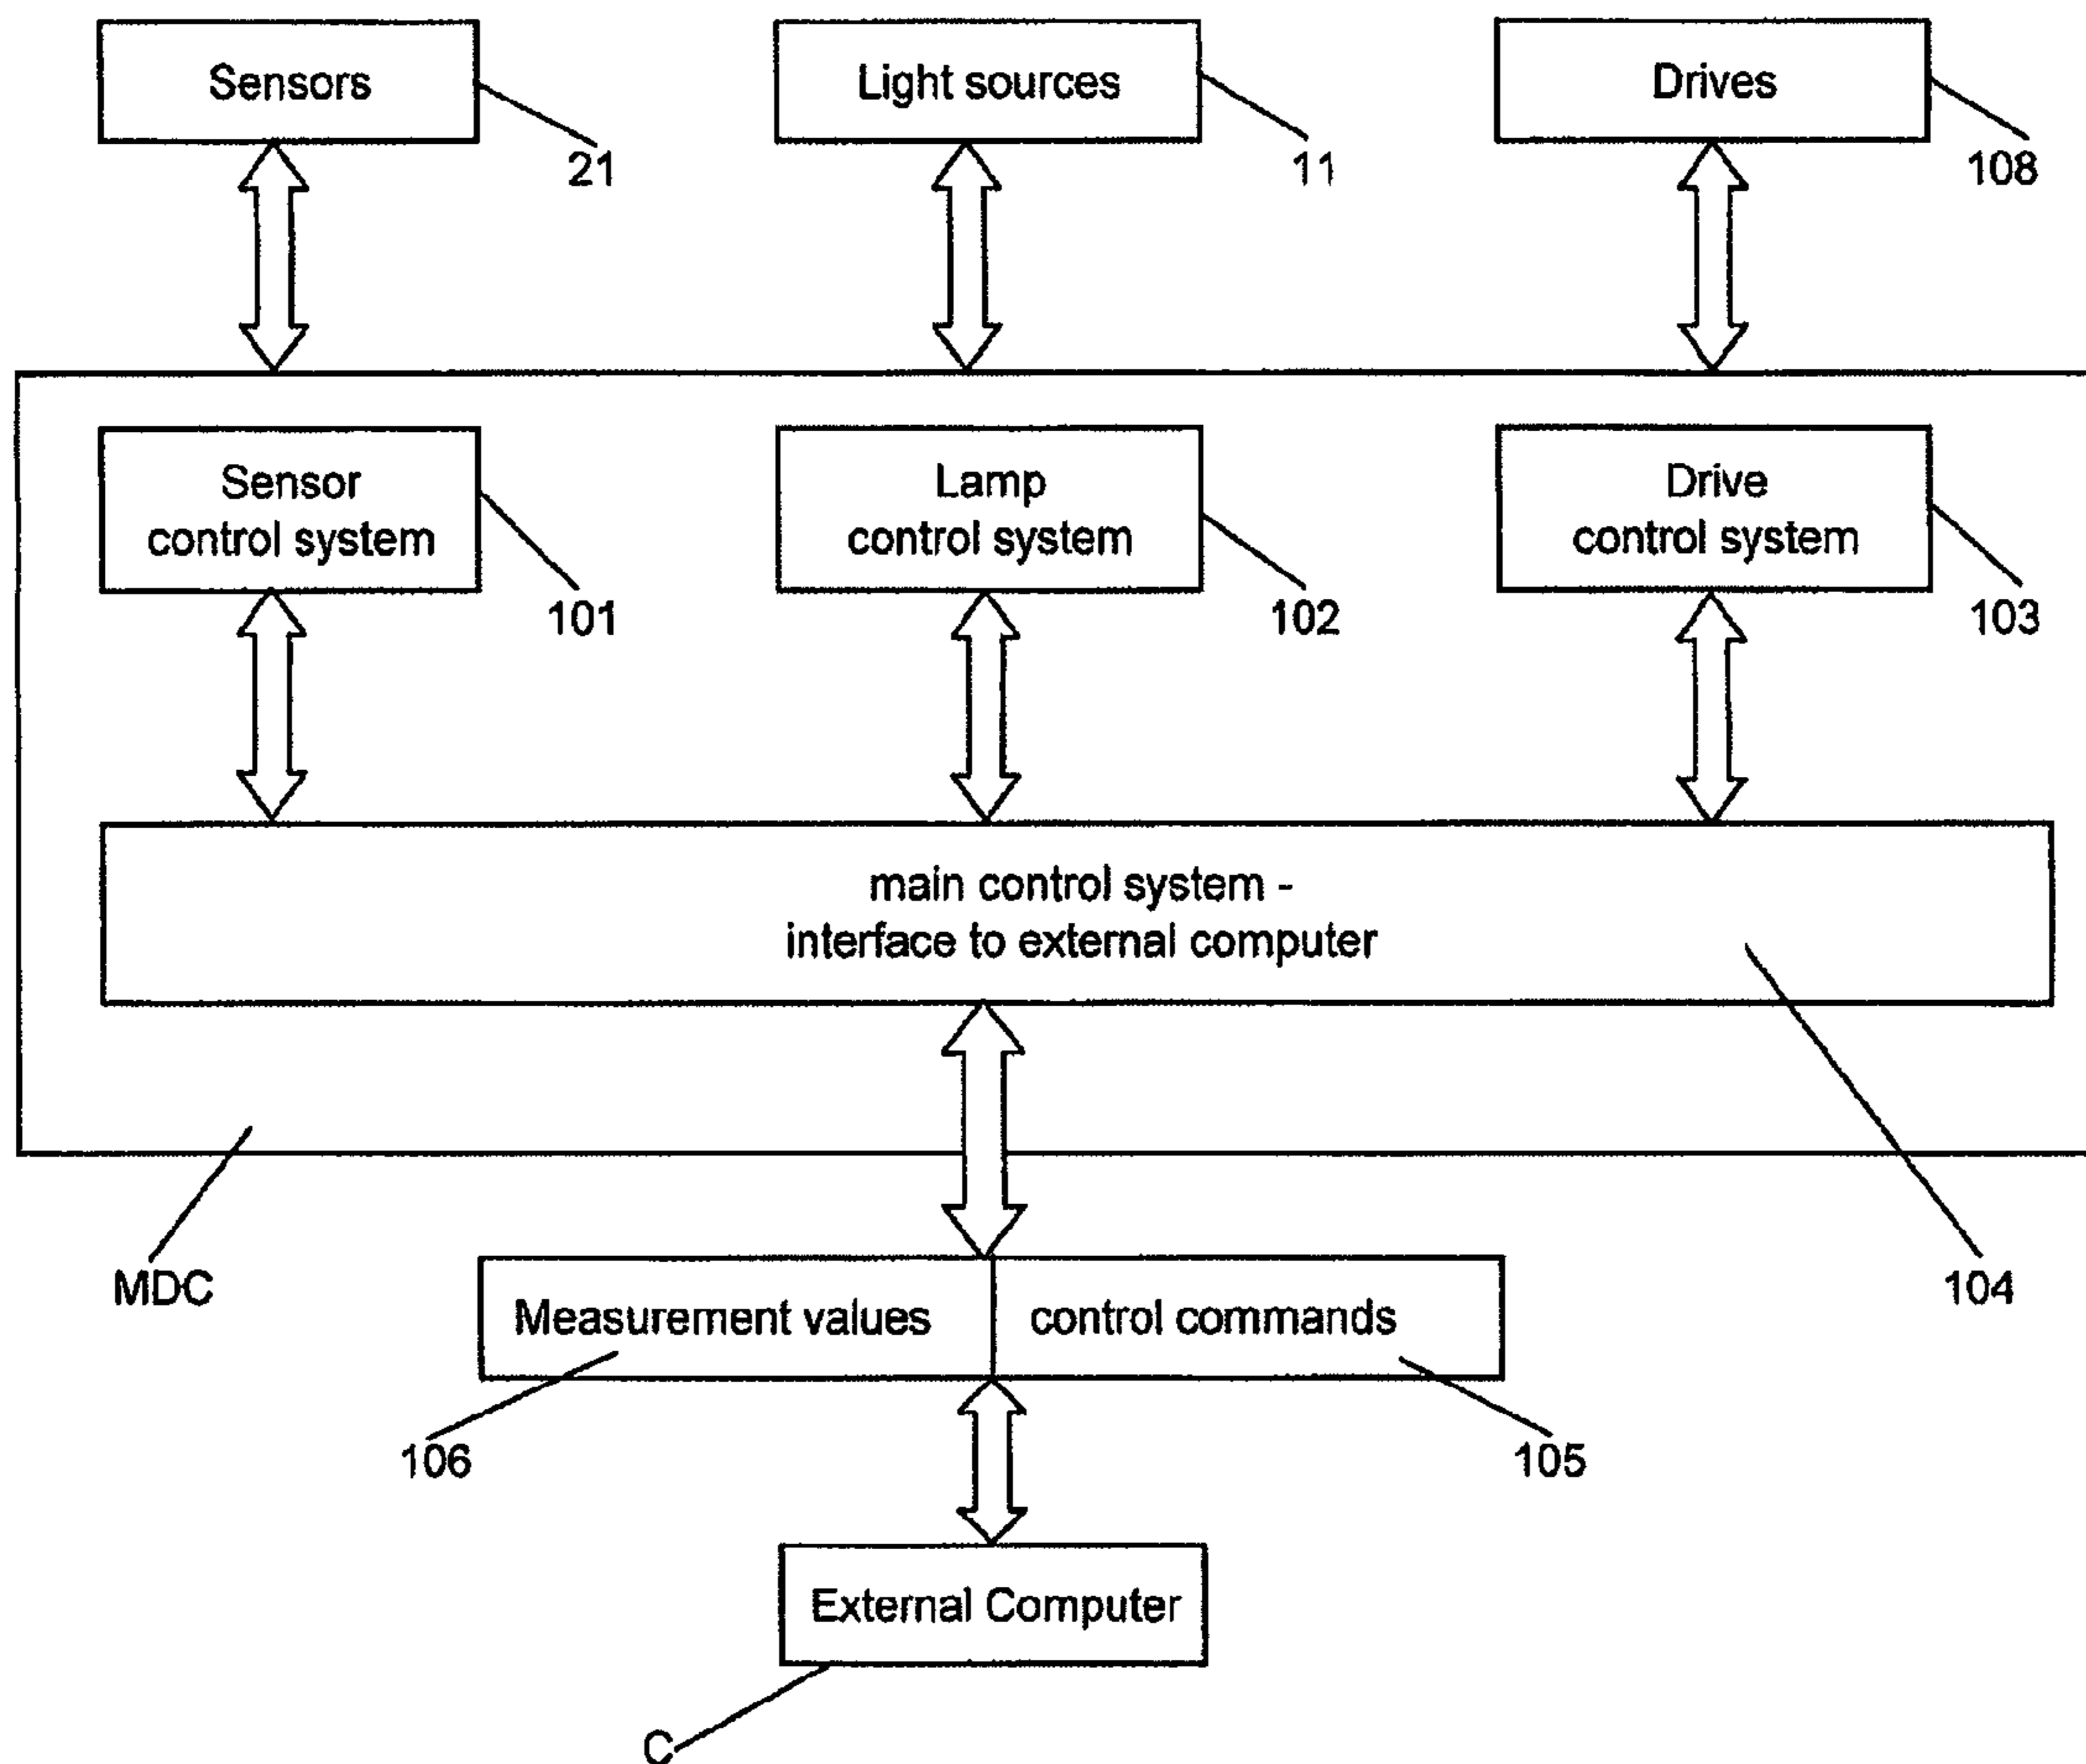 Sensors
Light sources
Drives
21
11
108
Sensor
control system
Lamp
control system
Drive
control system
101
102
103
main control system -
interface to external computer
MDC
104
Measurement values
control commands
106
105
External Computer
C